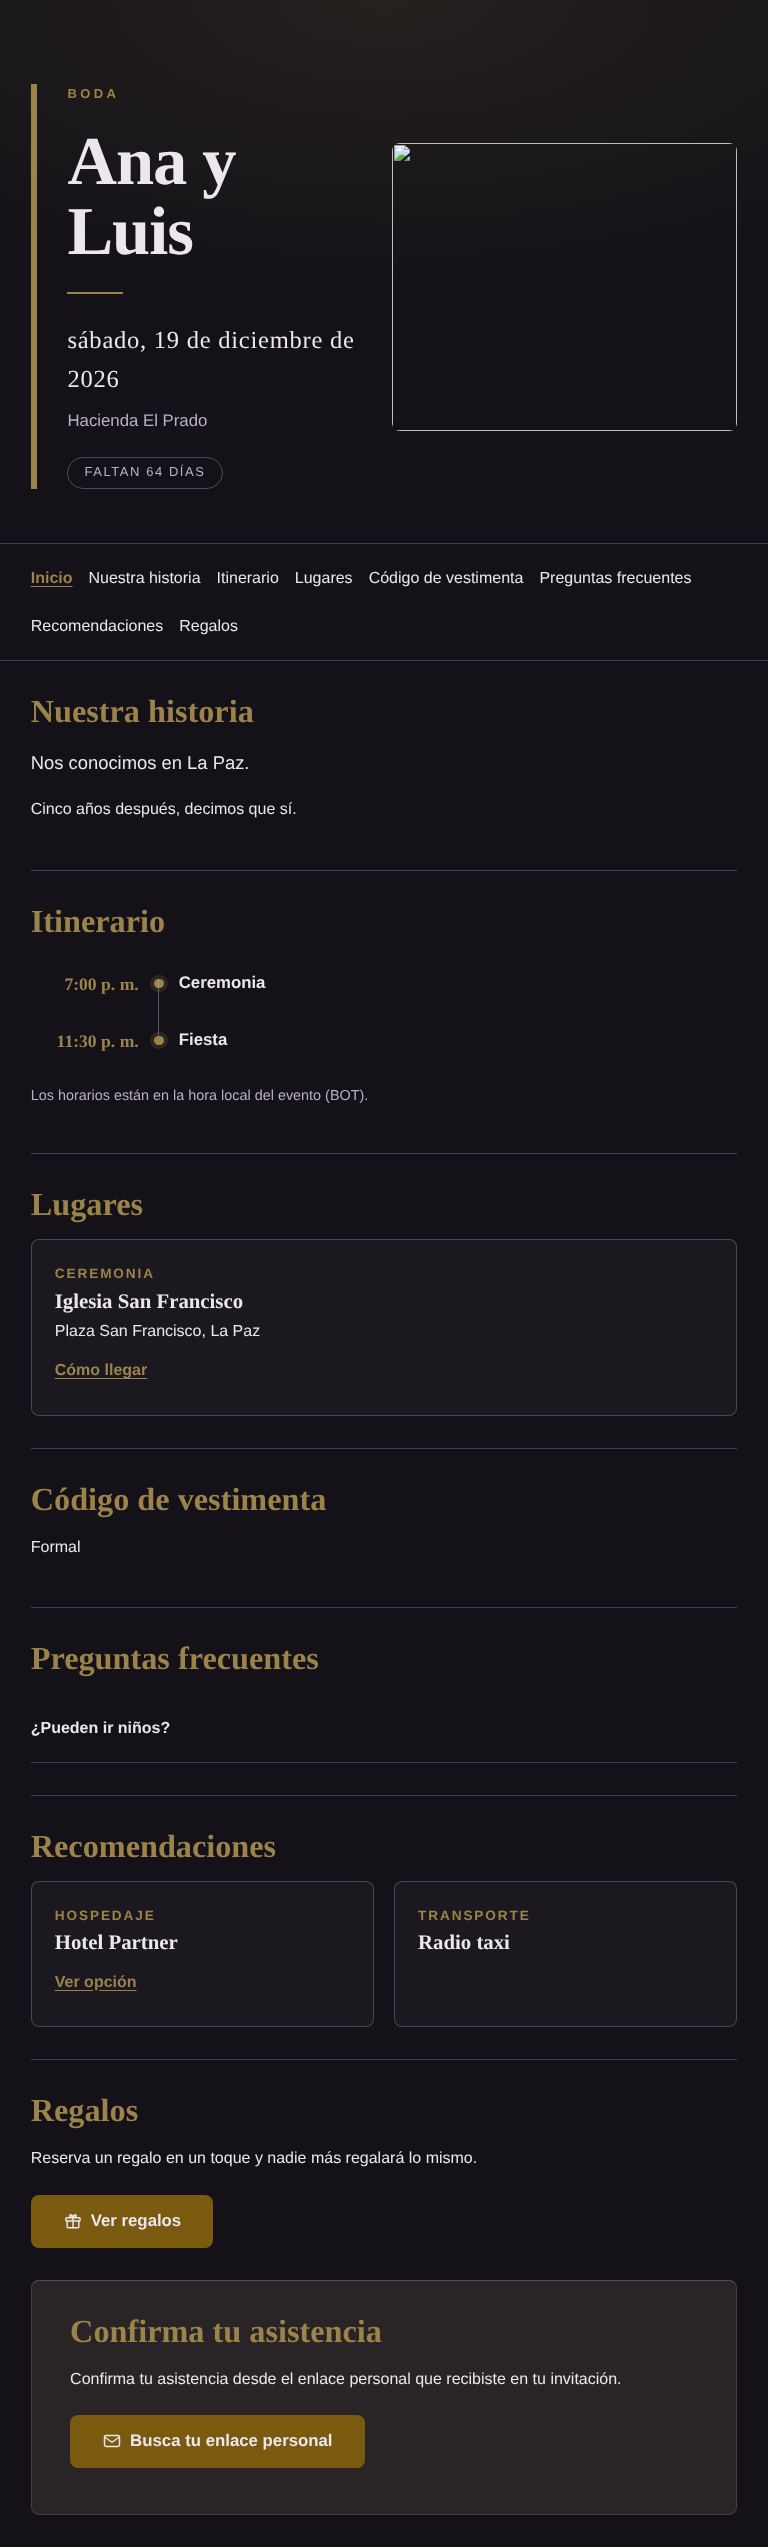 BODA
Ana y
Luis
sábado, 19 de diciembre de
2026
Hacienda El Prado
FALTAN 64 DÍAS
Inicio Nuestra historia Itinerario Lugares Código de vestimenta Preguntas frecuentes
Recomendaciones Regalos
Nuestra historia
Nos conocimos en La Paz.
Cinco años después, decimos que sí.
Itinerario
7:00 p. m. Ceremonia
11:30 p. m. Fiesta
Los horarios están en la hora local del evento (BOT).
Lugares
CEREMONIA
Iglesia San Francisco
Plaza San Francisco, La Paz
Cómo llegar
Código de vestimenta
Formal
Preguntas frecuentes
¿Pueden ir niños?
Recomendaciones
HOSPEDAJE
Hotel Partner
Ver opción
TRANSPORTE
Radio taxi
Regalos
Reserva un regalo en un toque y nadie más regalará lo mismo.
Ver regalos
Confirma tu asistencia
Confirma tu asistencia desde el enlace personal que recibiste en tu invitación.
Busca tu enlace personal